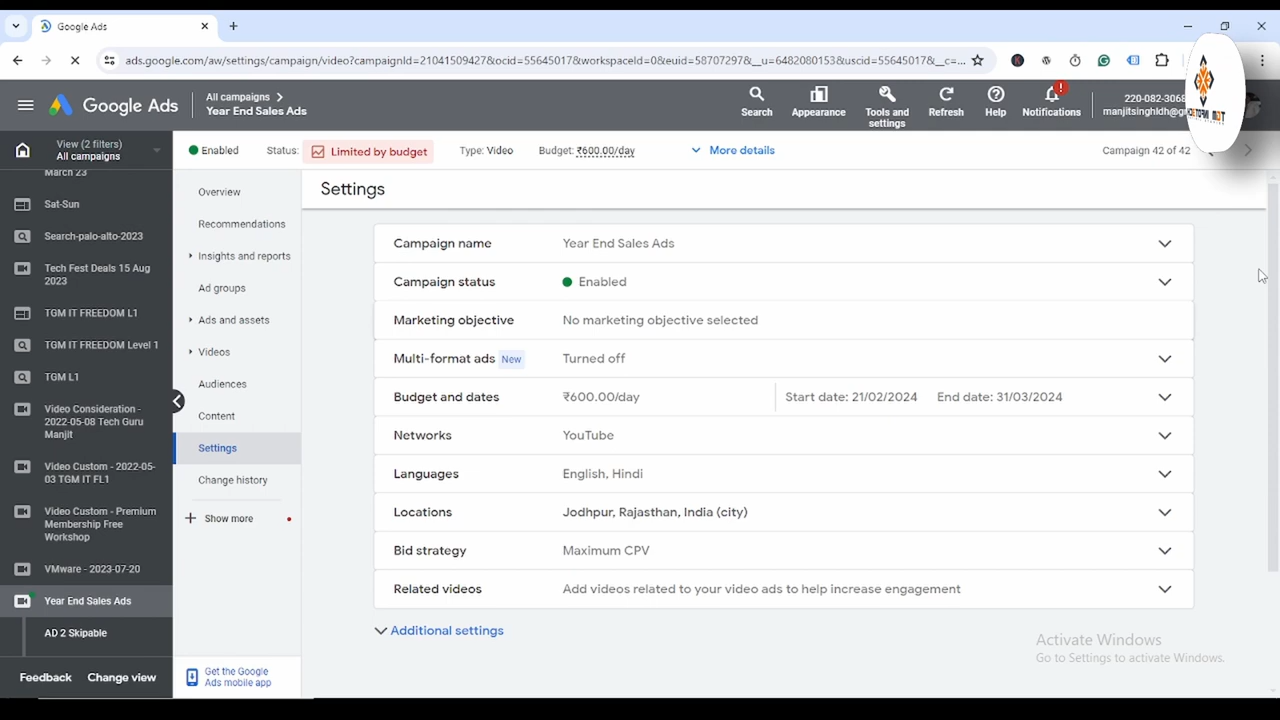 Google Ads
ads.google.com/aw/settings/campaign/video?campaignId=21041509427&ocid=55645017&workspaceId=0&euid=58707297&__u=6482080153&uscid=55645017&__c=...
Google Ads
All campaigns
Year End Sales Ads
Search
Appearance
Tools and
settings
Refresh
Help
!
Notifications
220-082-3068
manjitsinghldh@g
View (2 filters)
All campaigns
Enabled
Status:
Limited by budget
Type: Video
Budget: ₹600.00/day
More details
Campaign 42 of 42
March 23
Sat-Sun
Search-palo-alto-2023
Tech Fest Deals 15 Aug
2023
TGM IT FREEDOM L1
TGM IT FREEDOM Level 1
TGM L1
Video Consideration -
2022-05-08 Tech Guru
Manjit
Video Custom - 2022-05-
03 TGM IT FL1
Video Custom - Premium
Membership Free
Workshop
VMware - 2023-07-20
Year End Sales Ads
AD 2 Skipable
Feedback
Change view
Overview
Recommendations
Insights and reports
Ad groups
Ads and assets
Videos
Audiences
Content
Settings
Change history
Show more
Get the Google
Ads mobile app
Settings
Campaign name Year End Sales Ads
Campaign status Enabled
Marketing objective No marketing objective selected
Multi-format ads New Turned off
Budget and dates ₹600.00/day Start date: 21/02/2024 End date: 31/03/2024
Networks YouTube
Languages English, Hindi
Locations Jodhpur, Rajasthan, India (city)
Bid strategy Maximum CPV
Related videos Add videos related to your video ads to help increase engagement
Additional settings
Activate Windows
Go to Settings to activate Windows.